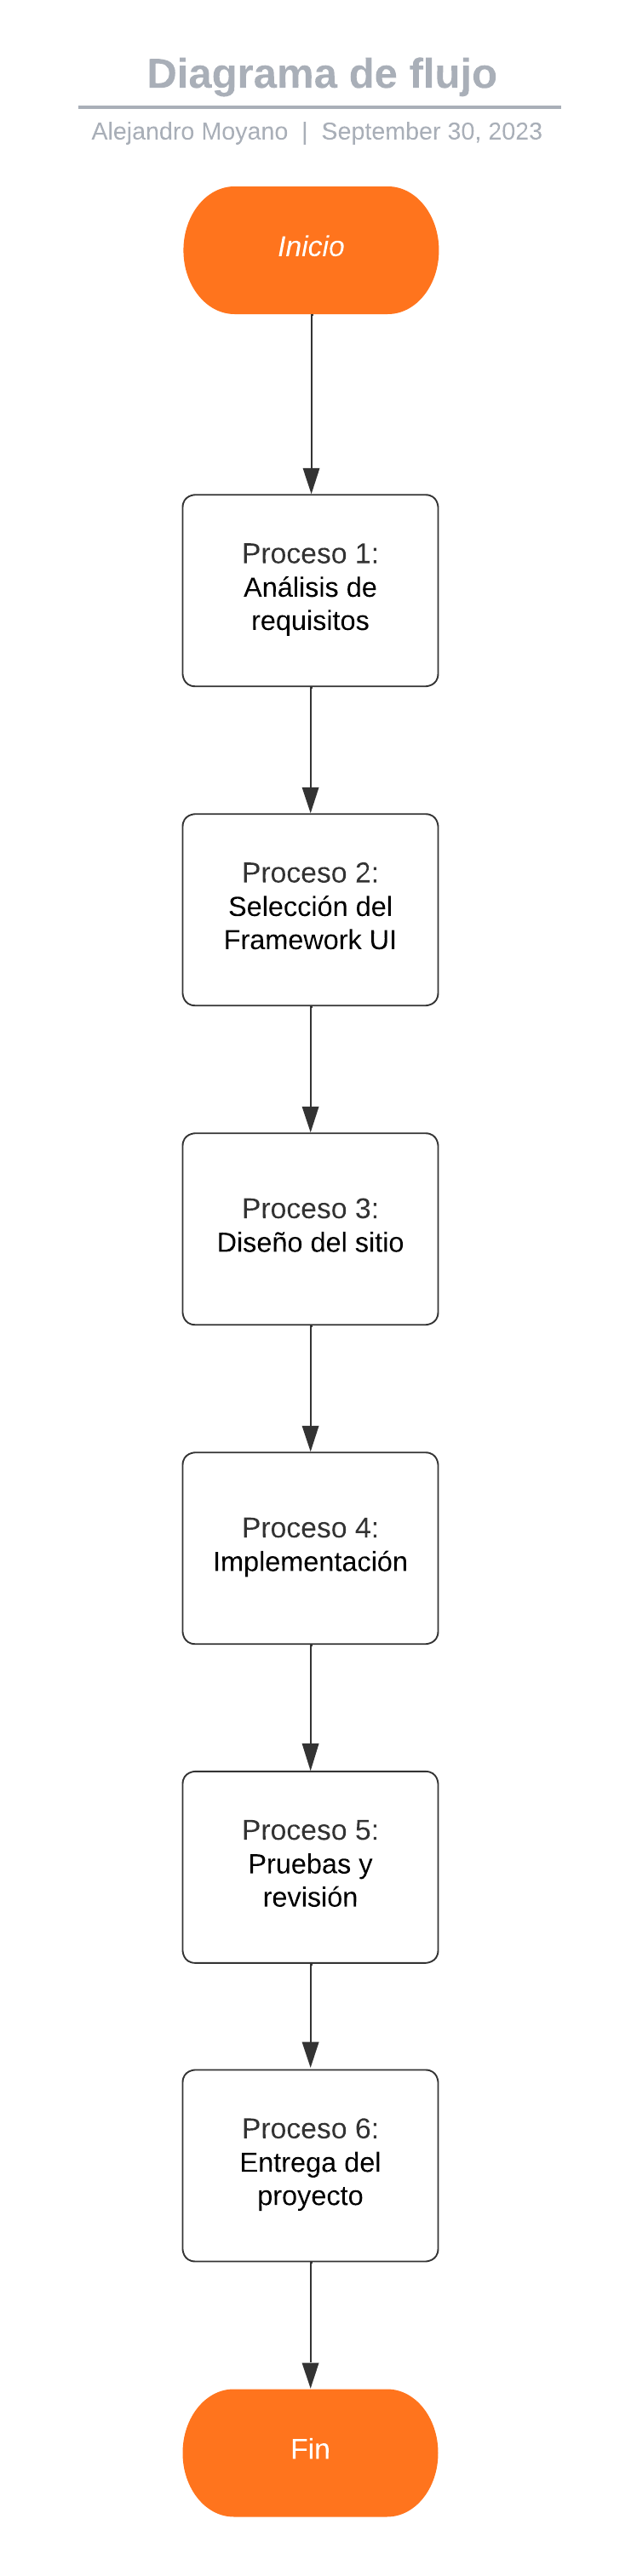 Diagrama de flujo
Alejandro Moyano | September 30, 2023
Inicio
Proceso 1:
Análisis de
requisitos
Proceso 2:
Selección del
Framework UI
Proceso 3:
Diseño del sitio
Proceso 4:
Implementación
Proceso 5:
Pruebas y
revisión
Proceso 6:
Entrega del
proyecto
Fin